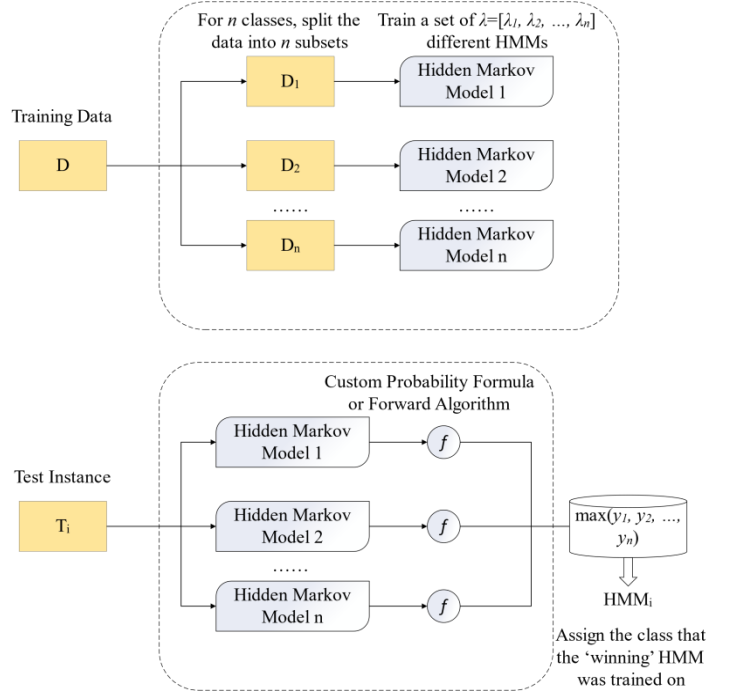 For n classes, split the
data into n subsets
Train a set of λ=[λ1, λ2, ..., λn]
different HMMs
D1
Hidden Markov
Model 1
Training Data
D
D2
Hidden Markov
Model 2
......
......
Dn
Hidden Markov
Model n
Custom Probability Formula
or Forward Algorithm
Hidden Markov
Model 1
f
Test Instance
Ti
Hidden Markov
Model 2
f
max(y1, y2, ...,
yn)
......
Hidden Markov
Model n
f
HMMi
Assign the class that
the ‘winning’ HMM
was trained on